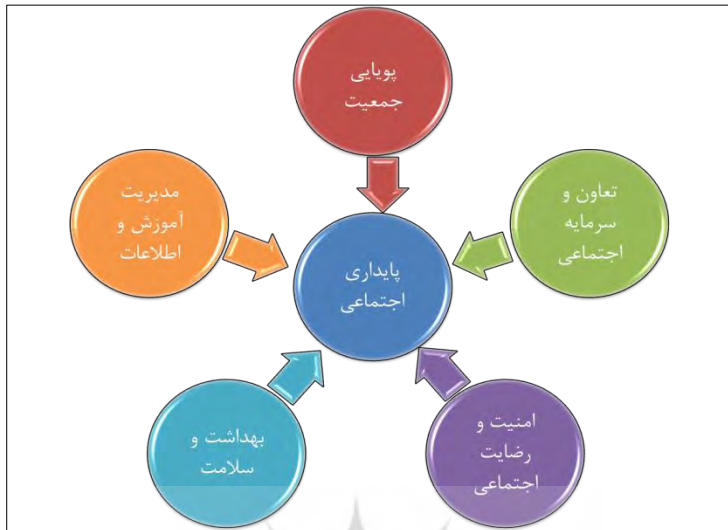 پویایی
جمعیت
تعاون و
سرمایه
اجتماعی
امنیت و
رضایت
اجتماعی
بهداشت و
سلامت
مدیریت
آموزش و
اطلاعات
پایداری
اجتماعی